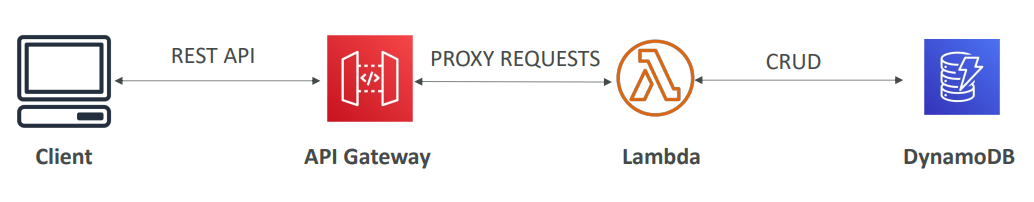 REST API
PROXY REQUESTS
CRUD
Client
API Gateway
Lambda
DynamoDB